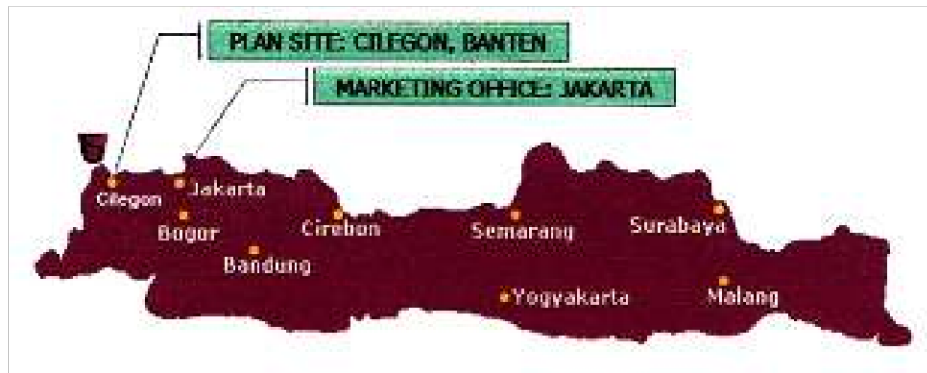 PLAN SITE: CILEGON, BANTEN
MARKETING OFFICE: JAKARTA
Cilegon
Jakarta
Bogor
Bandung
Cirebon
Semarang
Yogyakarta
Surabaya
Malang